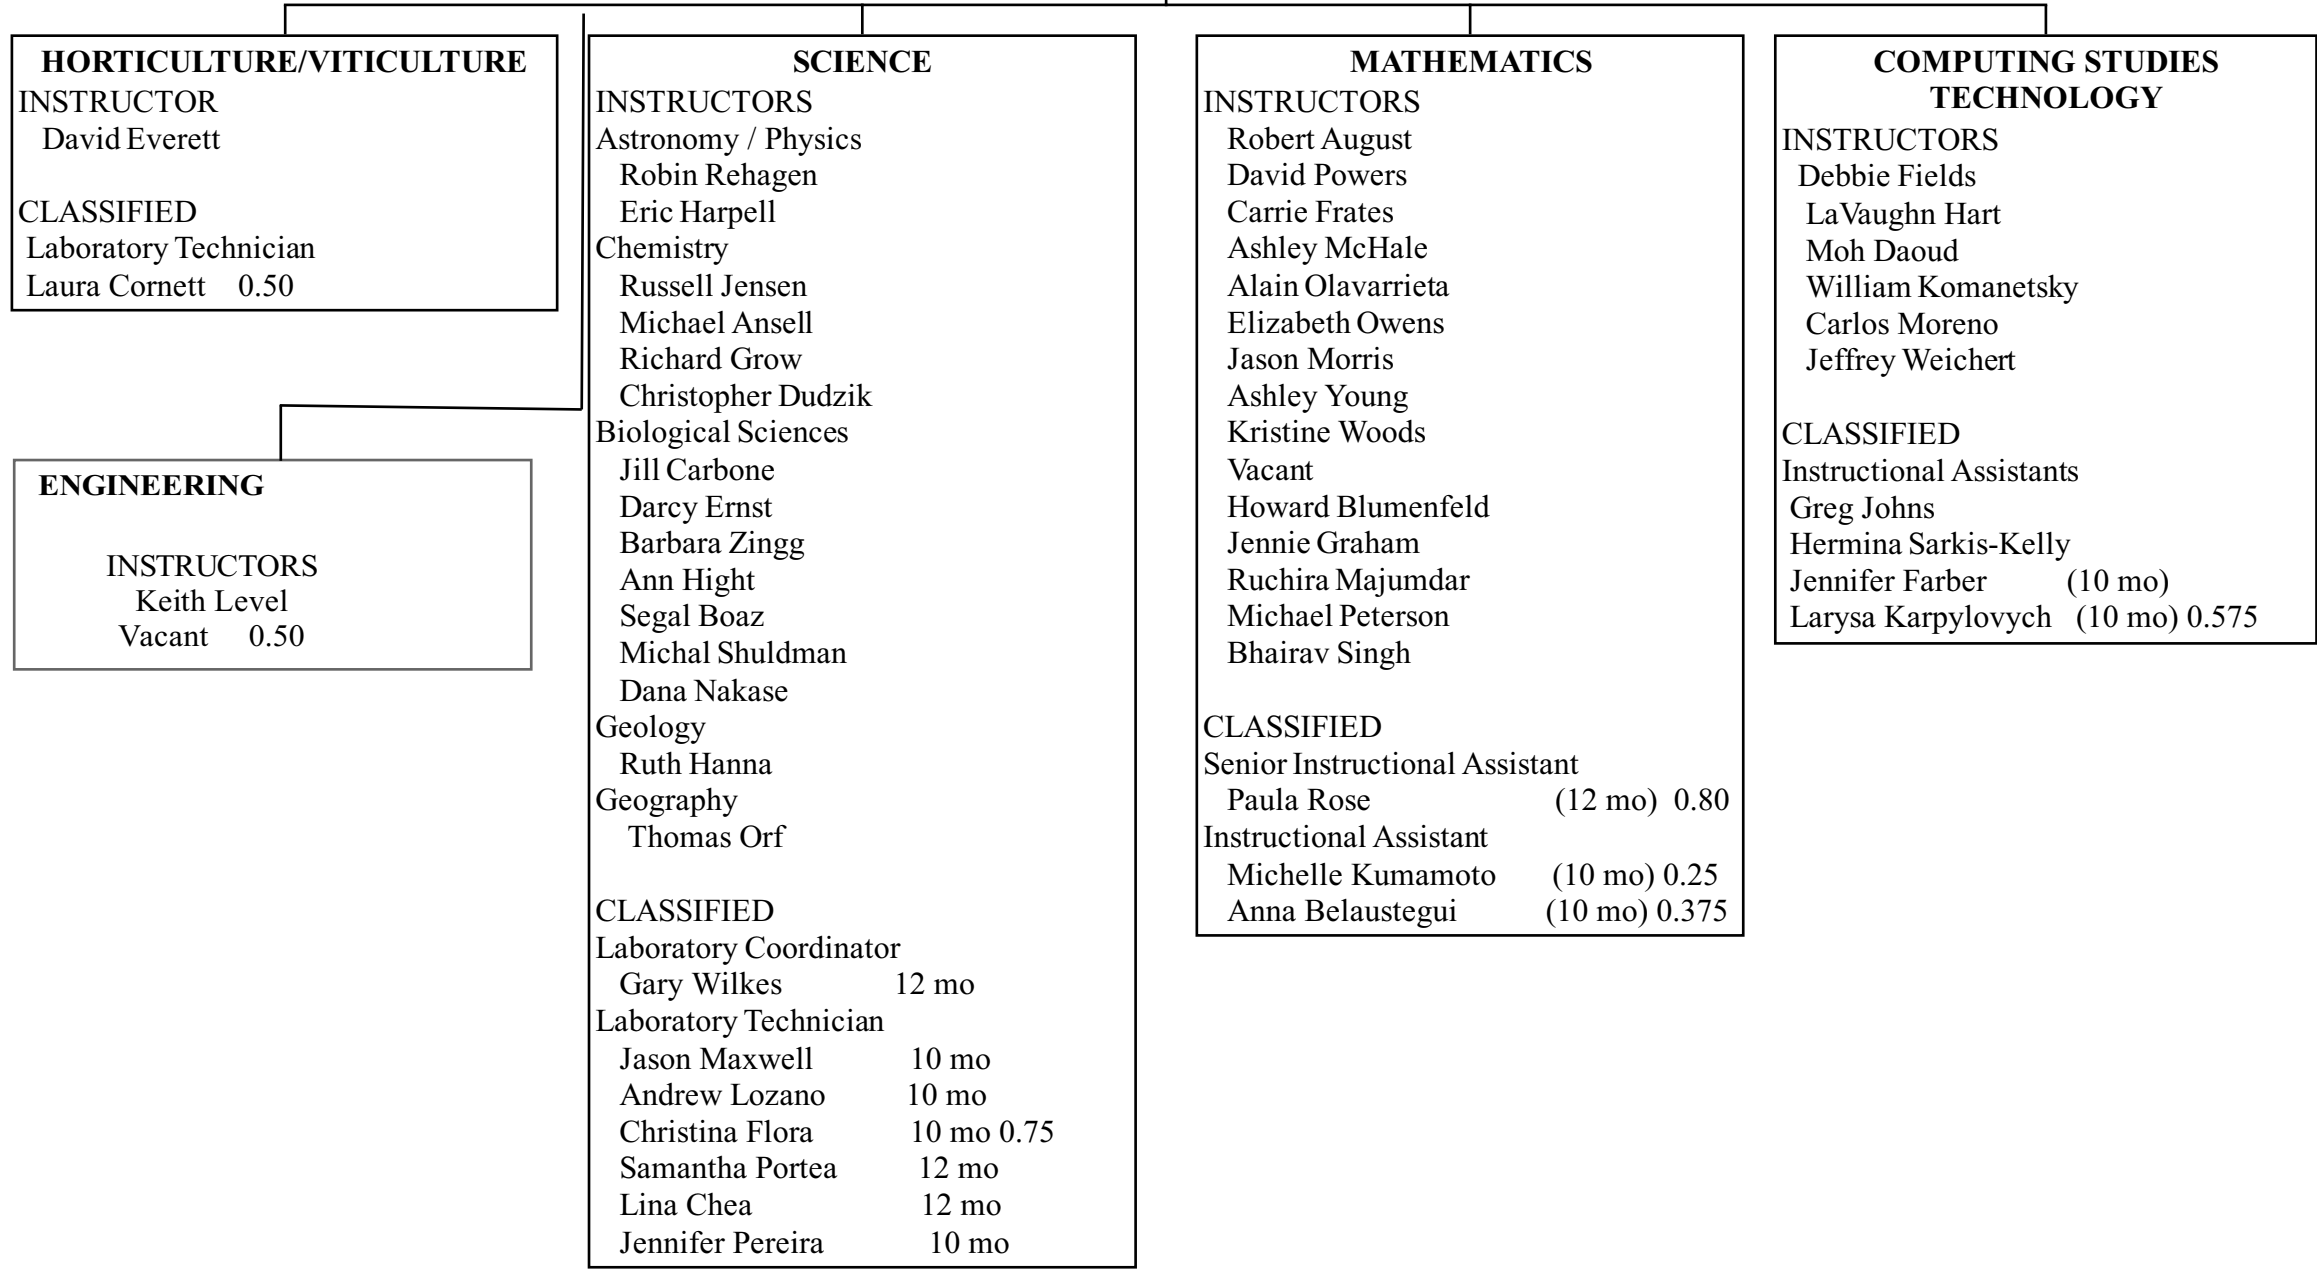 HORTICULTURE/VITICULTURE
INSTRUCTOR
David Everett
CLASSIFIED
Laboratory Technician
Laura Cornett 0.50
ENGINEERING
INSTRUCTORS
Keith Level
Vacant 0.50
SCIENCE
INSTRUCTORS
Astronomy / Physics
Robin Rehagen
Eric Harpell
Chemistry
Russell Jensen
Michael Ansell
Richard Grow
Christopher Dudzik
Biological Sciences
Jill Carbone
Darcy Ernst
Barbara Zingg
Ann Hight
Segal Boaz
Michal Shuldman
Dana Nakase
Geology
Ruth Hanna
Geography
Thomas Orf
CLASSIFIED
Laboratory Coordinator
Gary Wilkes 12 mo
Laboratory Technician
Jason Maxwell 10 mo
Andrew Lozano 10 mo
Christina Flora 10 mo 0.75
Samantha Portea 12 mo
Lina Chea 12 mo
Jennifer Pereira 10 mo
MATHEMATICS
INSTRUCTORS
Robert August
David Powers
Carrie Frates
Ashley McHale
Alain Olavarrieta
Elizabeth Owens
Jason Morris
Ashley Young
Kristine Woods
Vacant
Howard Blumenfeld
Jennie Graham
Ruchira Majumdar
Michael Peterson
Bhairav Singh
CLASSIFIED
Senior Instructional Assistant
Paula Rose (12 mo) 0.80
Instructional Assistant
Michelle Kumamoto (10 mo) 0.25
Anna Belaustegui (10 mo) 0.375
COMPUTING STUDIES
TECHNOLOGY
INSTRUCTORS
Debbie Fields
LaVaughn Hart
Moh Daoud
William Komanetsky
Carlos Moreno
Jeffrey Weichert
CLASSIFIED
Instructional Assistants
Greg Johns
Hermina Sarkis-Kelly
Jennifer Farber (10 mo)
Larysa Karpylovych (10 mo) 0.575